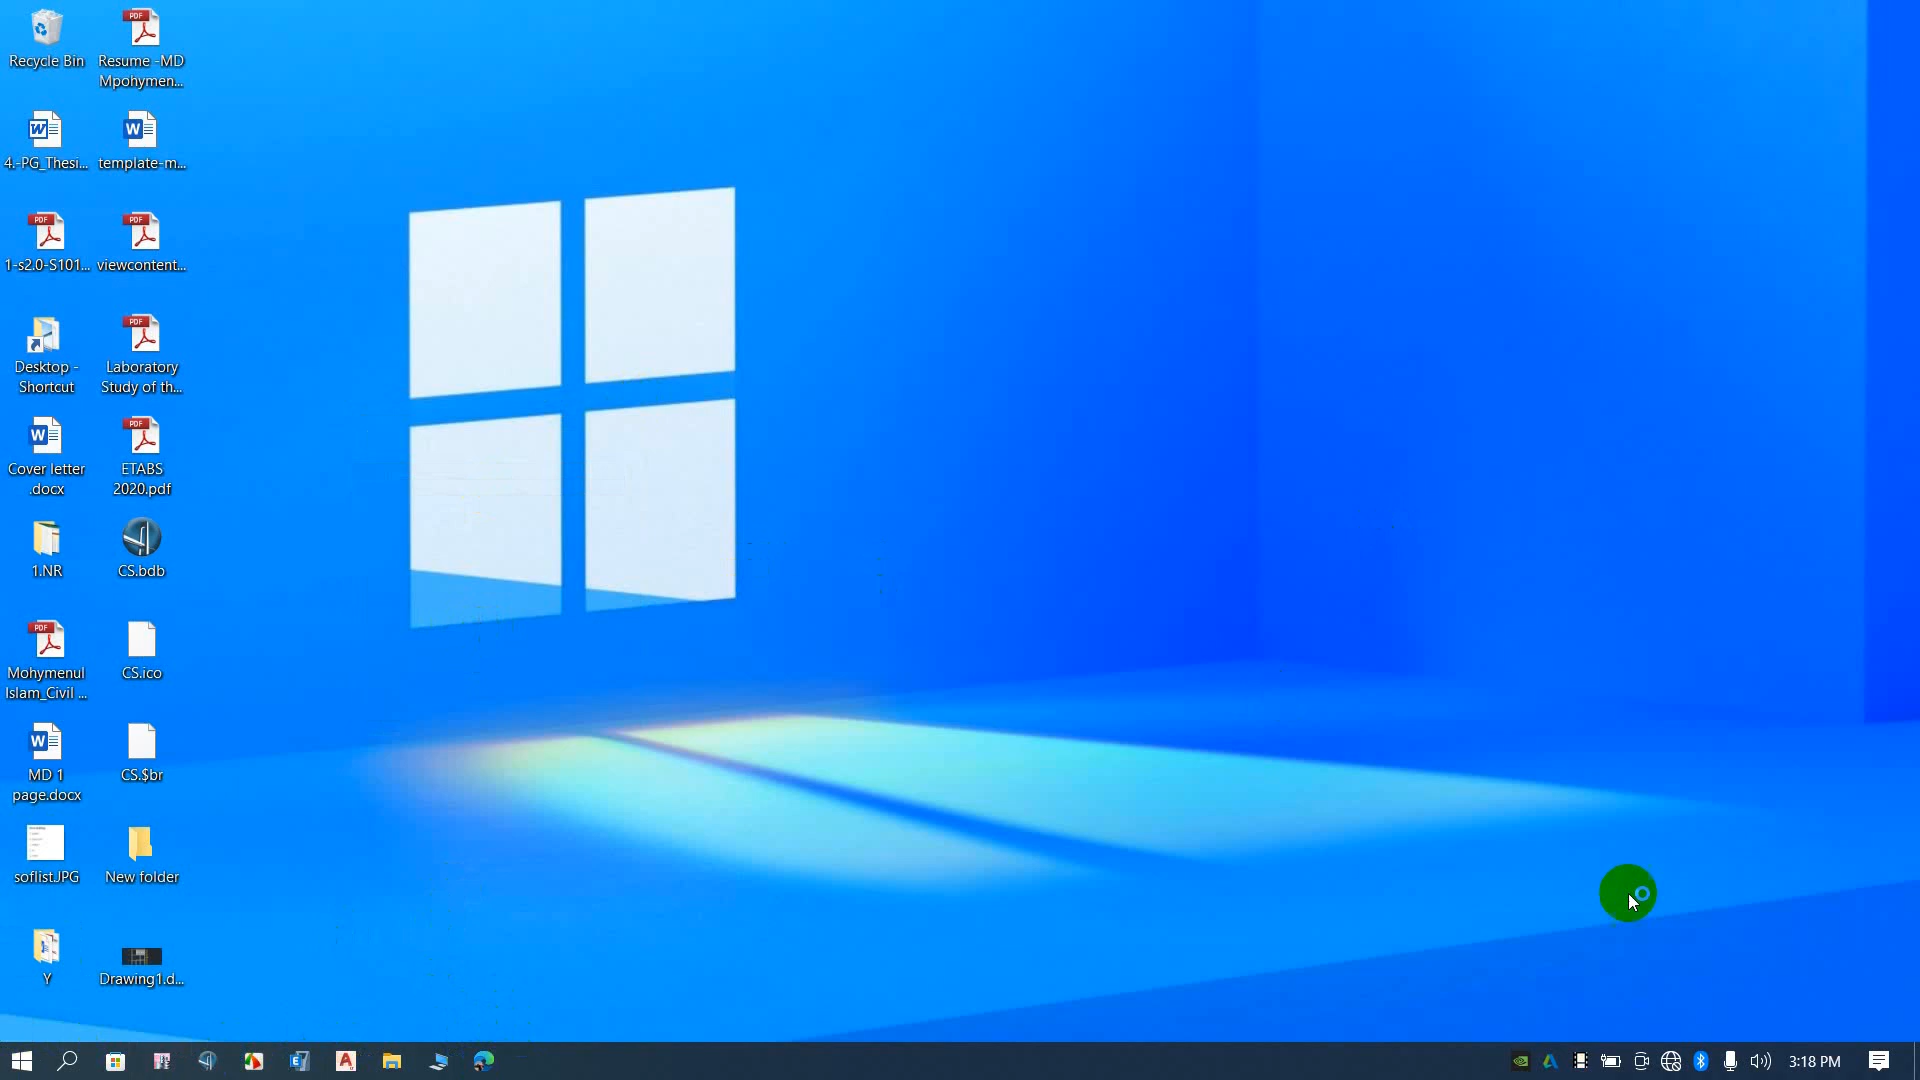 Recycle Bin
Resume -MD
Mpohymen...
4.-PG_Thesi...
template-m...
1-s2.0-S101...
viewcontent...
Desktop -
Shortcut
Laboratory
Study of th...
Cover letter
.docx
ETABS
2020.pdf
1.NR
CS.bdb
Mohymenul
Islam_Civil ...
CS.ico
MD 1
page.docx
CS.$br
soflist.JPG
New folder
Y
Drawing1.d...
3:18 PM